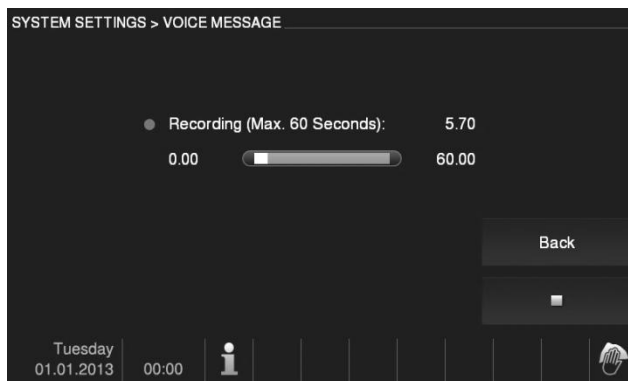 SYSTEM SETTINGS > VOICE MESSAGE
Recording (Max. 60 Seconds): 5.70
0.00 60.00
Back
Tuesday
01.01.2013 00:00